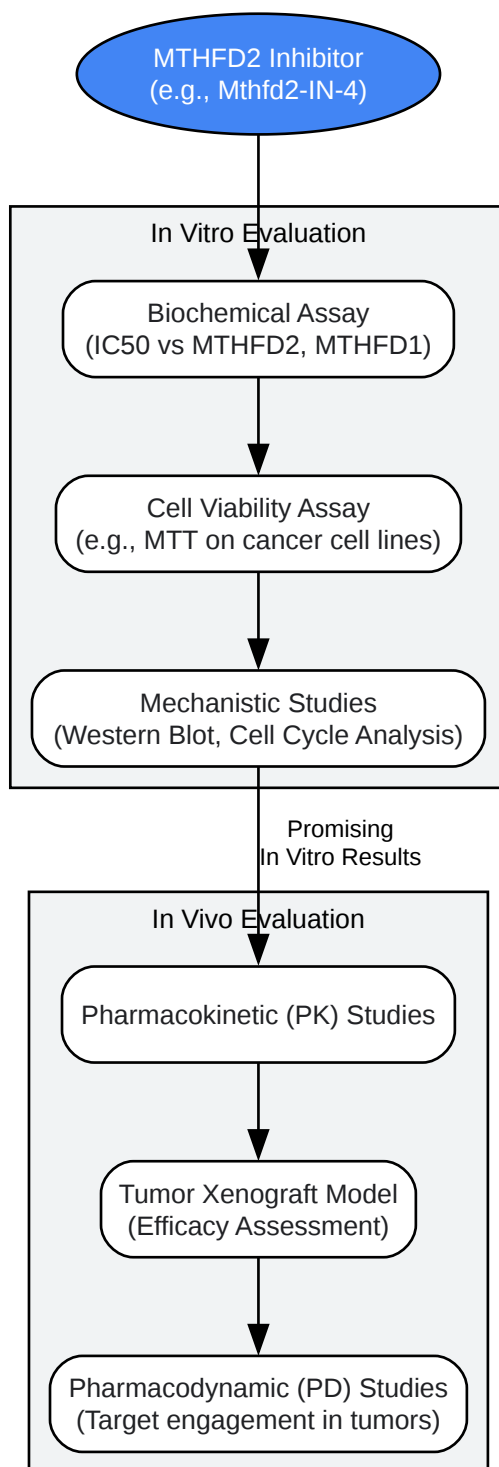 MTHFD2 Inhibitor
(e.g., Mthfd2-IN-4)
In Vitro Evaluation
Biochemical Assay
(IC50 vs MTHFD2, MTHFD1)
Cell Viability Assay
(e.g., MTT on cancer cell lines)
Mechanistic Studies
(Western Blot, Cell Cycle Analysis)
Promising
In Vitro Results
In Vivo Evaluation
Pharmacokinetic (PK) Studies
Tumor Xenograft Model
(Efficacy Assessment)
Pharmacodynamic (PD) Studies
(Target engagement in tumors)